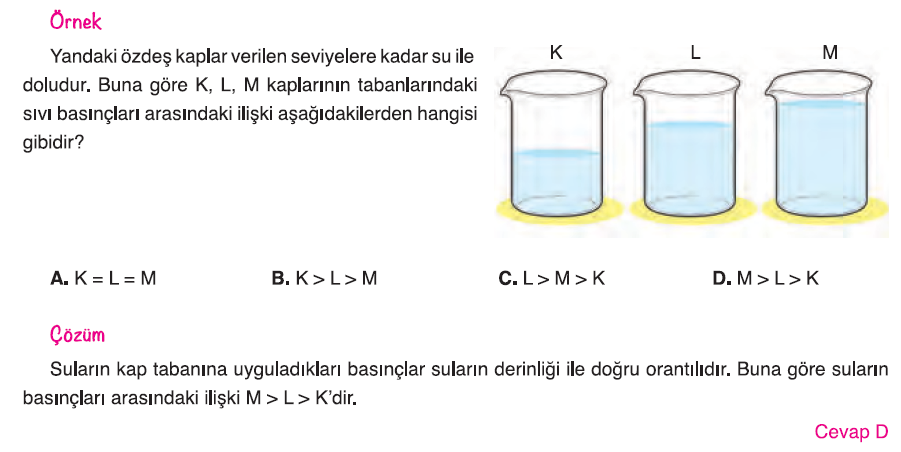 Örnek
Yandaki özdeş kaplar verilen seviyelere kadar su ile
doludur. Buna göre K, L, M kaplarının tabanlarındaki
sıvı basınçları arasındaki ilişki aşağıdakilerden hangisi
gibidir?
K L M
A. K = L = M B. K > L > M C. L > M > K D. M > L > K
Çözüm
Suların kap tabanına uyguladıkları basınçlar suların derinliği ile doğru orantılıdır. Buna göre suların
basınçları arasındaki ilişki M > L > K'dir.
Cevap D